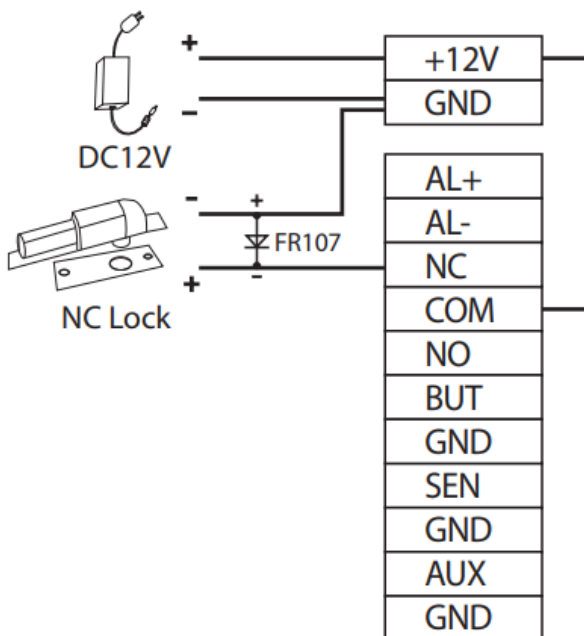 +
+12V
GND
-
DC12V
-
+
FR107
+
-
NC Lock
AL+
AL-
NC
COM
NO
BUT
GND
SEN
GND
AUX
GND